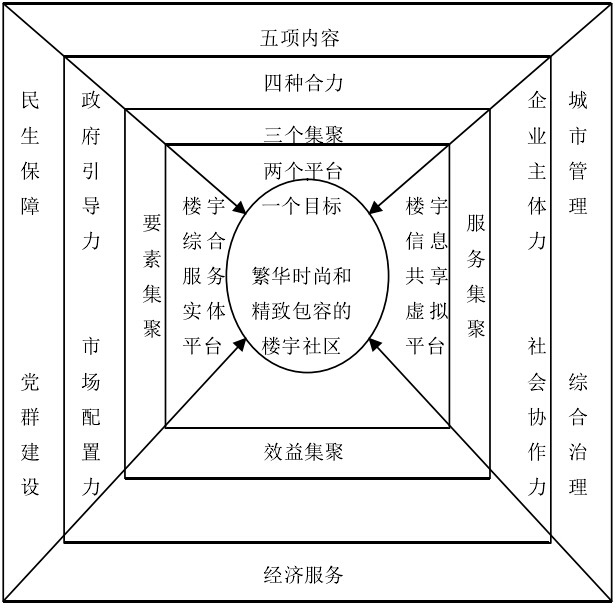 五项内容
四种合力
三个集聚
两个平台
一个目标
繁华时尚和
精致包容的
楼宇社区
楼宇
综合
服务
实体
平台
楼宇
信息
共享
虚拟
平台
要素集聚
服务集聚
效益集聚
政府引导力
市场配置力
企业主体力
社会协作力
民生保障
党群建设
城市管理
综合治理
经济服务